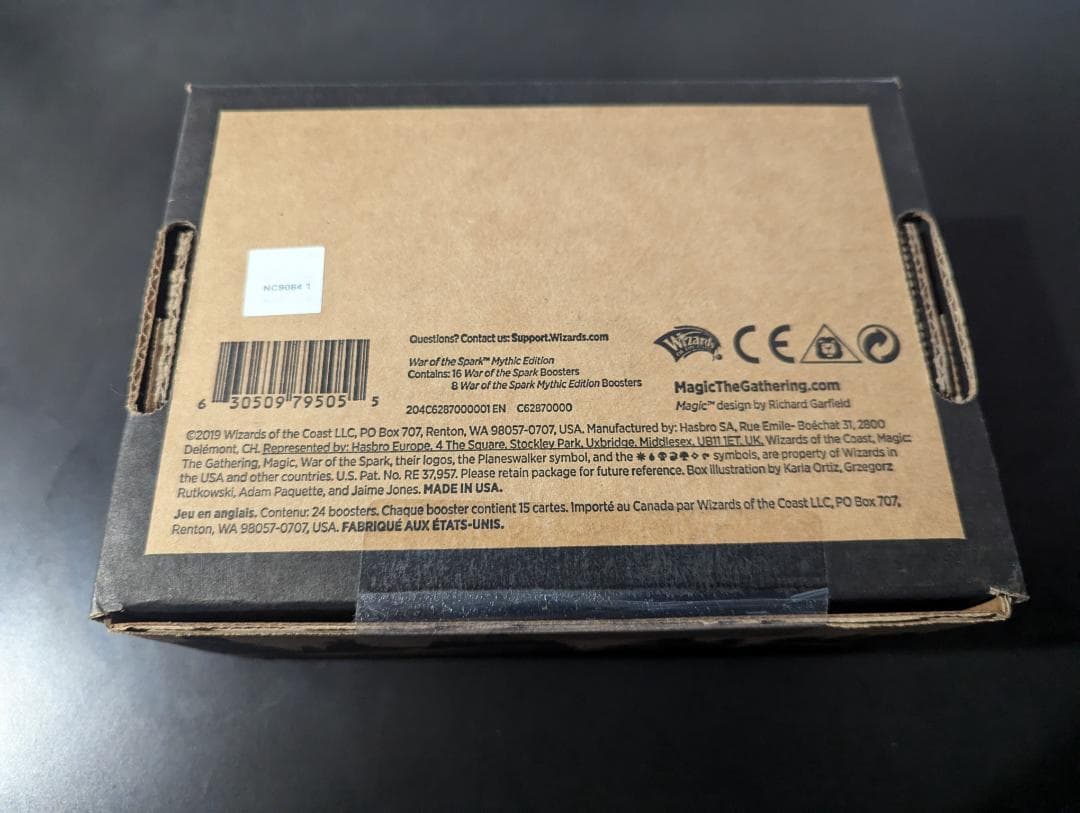 NC9084 1
Questions? Contact us: Support.Wizards.com
War of the Spark™ Mythic Edition
Contains: 16 War of the Spark Boosters
8 War of the Spark Mythic Edition Boosters
204C6287000001 EN C62870000
6 30509 79505 5
Wizards
CE
MagicTheGathering.com
Magic™ design by Richard Garfield
©2019 Wizards of the Coast LLC, PO Box 707, Renton, WA 98057-0707, USA. Manufactured by: Hasbro SA, Rue Emile- Boéchat 31, 2800
Delémont, CH. Represented by: Hasbro Europe, 4 The Square, Stockley Park, Uxbridge, Middlesex, UB11 1ET. UK. Wizards of the Coast, Magic:
The Gathering, Magic, War of the Spark, their logos, the Planeswalker symbol, and the symbols, are property of Wizards in
the USA and other countries. U.S. Pat. No. RE 37,957. Please retain package for future reference. Box illustration by Karla Ortiz, Grzegorz
Rutkowski, Adam Paquette, and Jaime Jones. MADE IN USA.
Jeu en anglais. Contenu: 24 boosters. Chaque booster contient 15 cartes. Importé au Canada par Wizards of the Coast LLC, PO Box 707,
Renton, WA 98057-0707, USA. FABRIQUÉ AUX ÉTATS-UNIS.